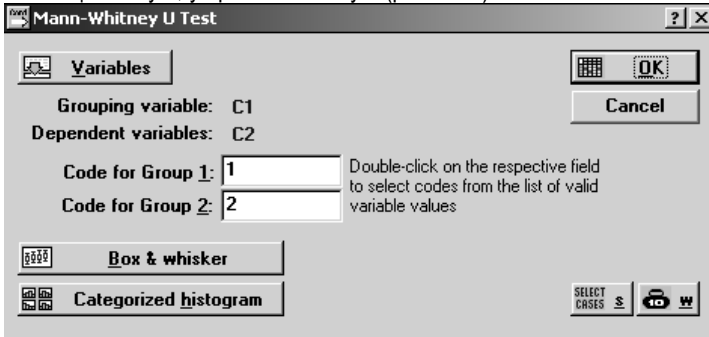 Mann-Whitney U Test
Variables
OK
Grouping variable: C1
Cancel
Dependent variables: C2
Code for Group 1: 1
Double-click on the respective field
to select codes from the list of valid
variable values
Code for Group 2: 2
Box & whisker
Categorized histogram
SELECT
CASES S
W